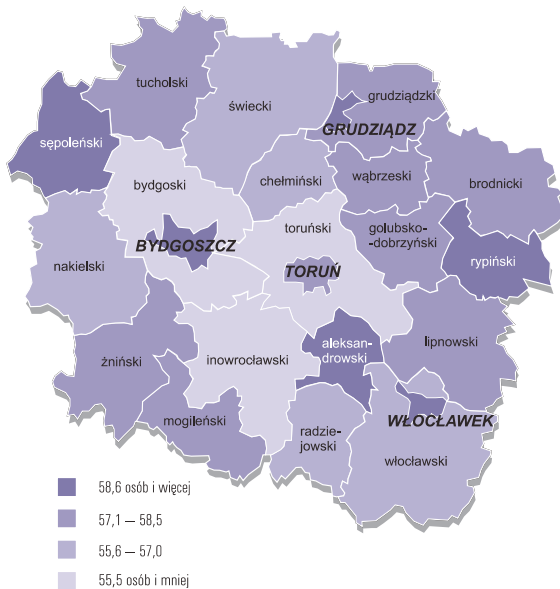 tucholski
świecki
grudziądzki
GRUDZIĄDZ
sępoleński
bydgoski
chełmiński
wąbrzeski
brodnicki
toruński
golubsko-
-dobrzyński
BYDGOSZCZ
nakielski
TORUŃ
rypiński
żniński
inowrocławski
aleksan-
drowski
lipnowski
mogileński
radzie-
jowski
WŁOCŁAWEK
włocławski
58,6 osób i więcej
57,1 — 58,5
55,6 — 57,0
55,5 osób i mniej